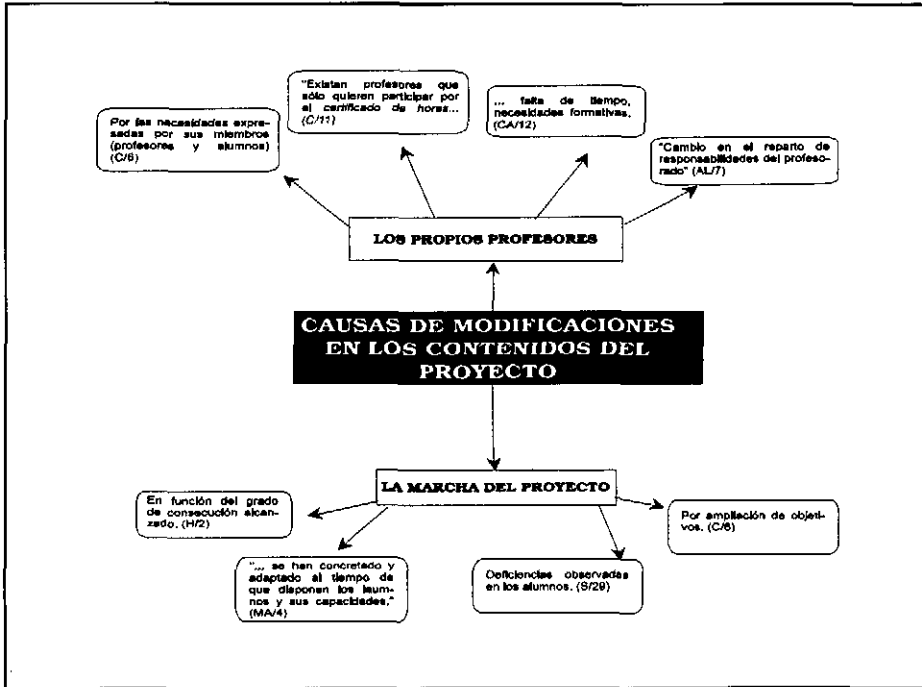 "Existan profesores que
sólo quieren participar por
el certificado de horas...
(C/11)
... falta de tiempo,
necesidades formativas.
(CA/12)
Por las necesidades expre-
sadas por sus miembros
(profesores y alumnos)
(C/6)
"Cambio en el reparto de
responsabilidades del profeso-
rado" (AL/7)
LOS PROPIOS PROFESORES
CAUSAS DE MODIFICACIONES
EN LOS CONTENIDOS DEL
PROYECTO
LA MARCHA DEL PROYECTO
En función del grado
de consecución alcan-
zado. (H/2)
Por ampliación de objeti-
vos. (C/6)
"... se han concretado y
adaptado al tiempo de
que disponen los laum-
nos y sus capacidades."
(MA/4)
Deficiencias observadas
en los alumnos. (S/29)